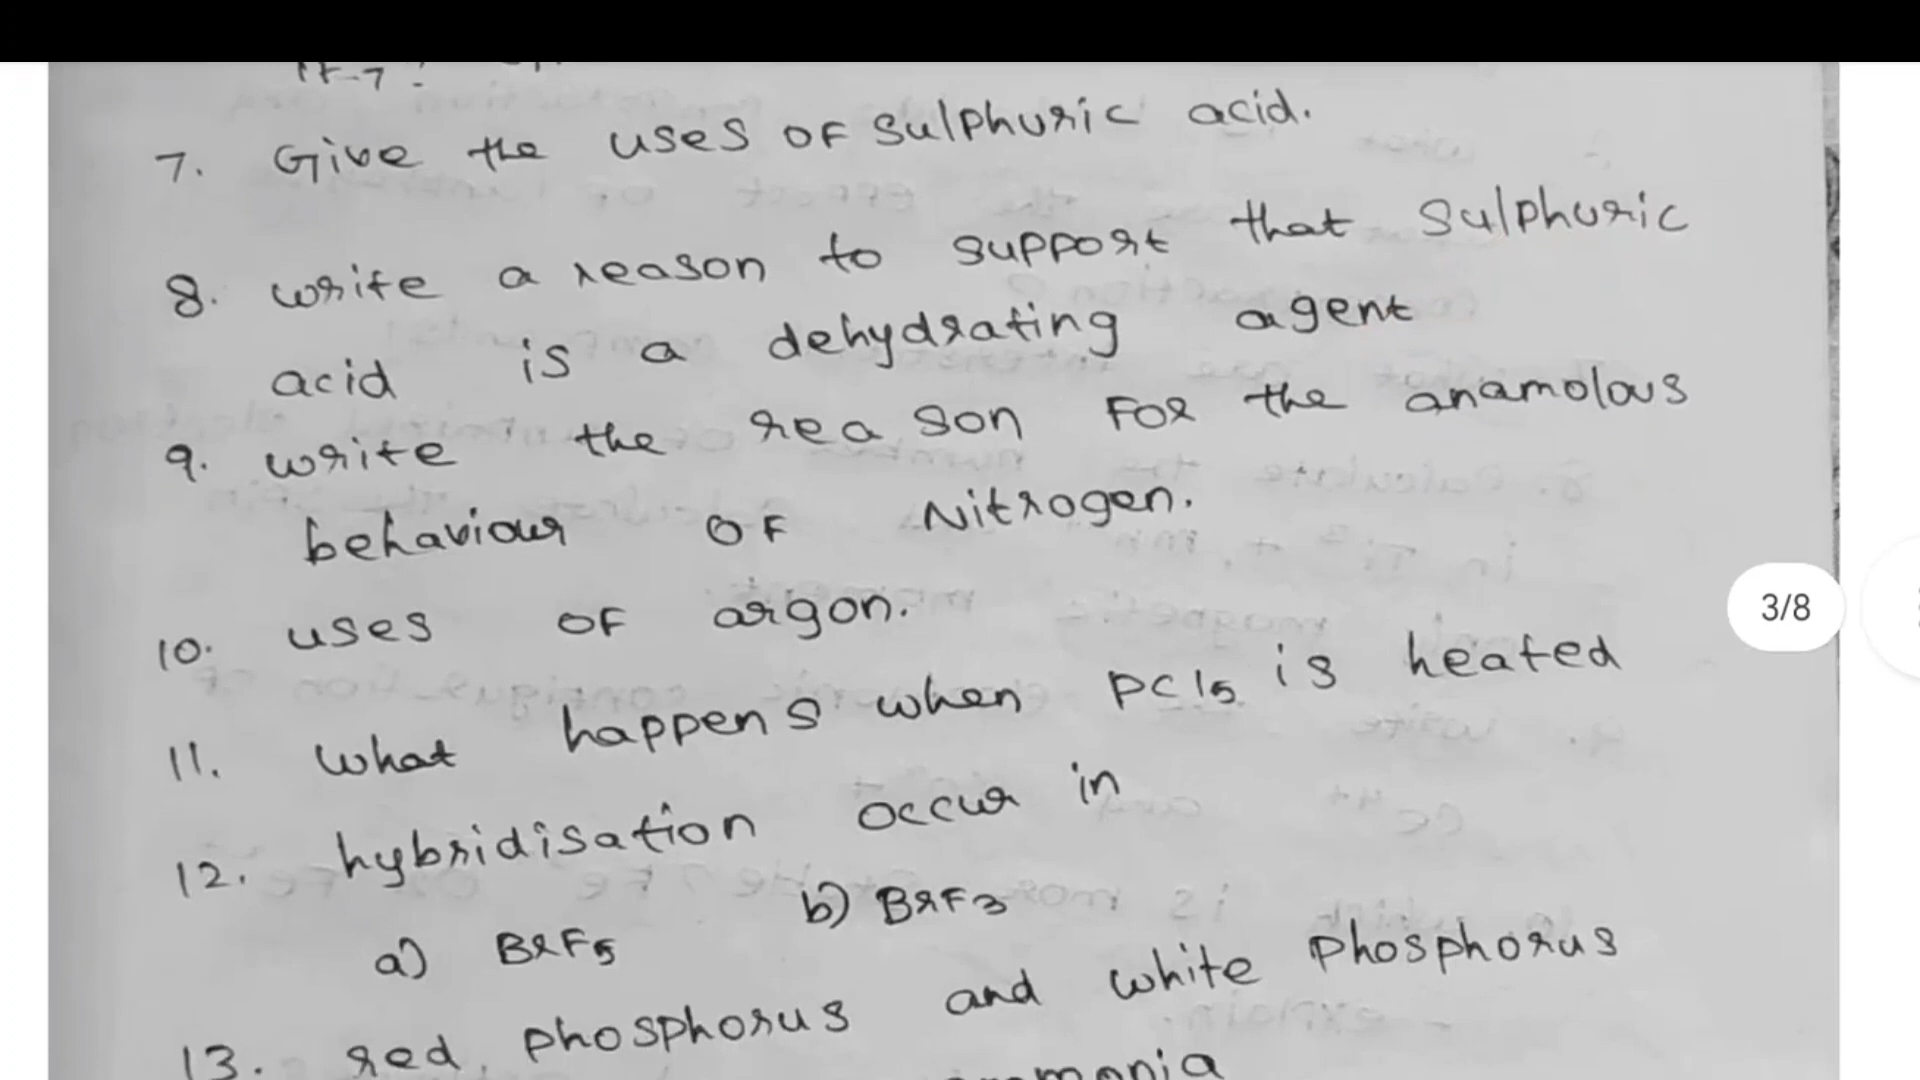 7. Give the uses of sulphuric acid.
8. write a reason to support that sulphuric
acid is a dehydrating agent
9. write the reason for the anamolous
behaviour of Nitrogen.
10. uses of argon.
11. what happens when PCl5 is heated
12. hybridisation occur in
a) BrF5 b) BrF3
13. red phosphorus and white phosphorus
3/8